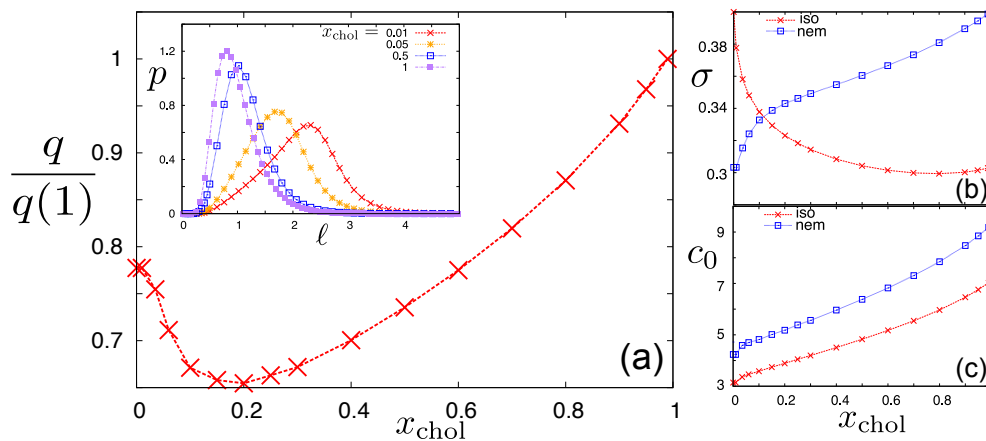 q
q(1)
1
0.9
0.8
0.7
0
0.2
0.4
0.6
0.8
1
x_chol
(a)
x_chol =
0.01
0.05
0.5
1
p
1.2
0.8
0.4
0
0
1
2
3
4
ℓ
σ
0.38
0.34
0.3
iso
nem
(b)
c_0
9
7
5
3
iso
nem
(c)
0.0
0.2
0.4
0.6
0.8
x_chol